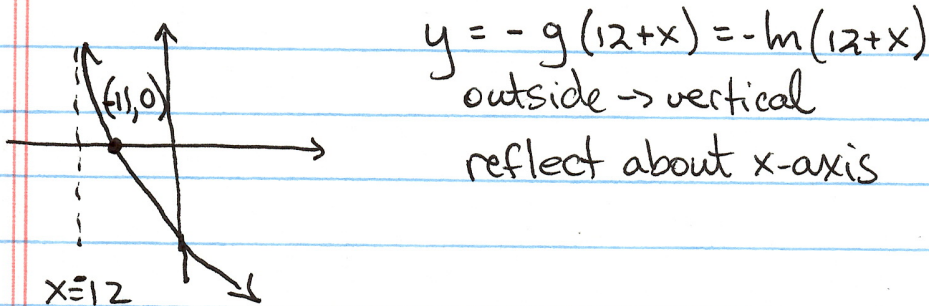 y = - g (12+x) = -ln (12+x)
outside → vertical
reflect about x-axis
(-11,0)
x=-12